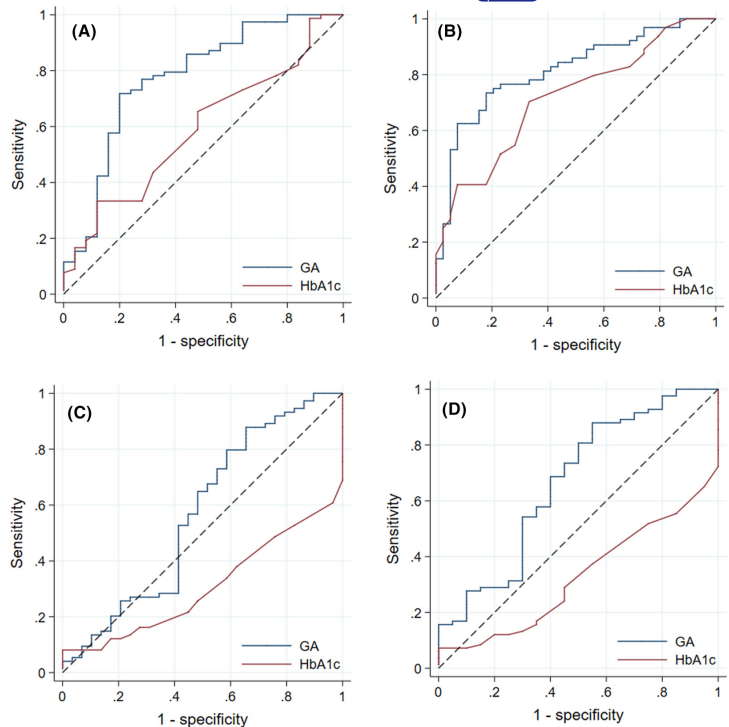 (A)
1
.8
.6
.4
.2
0
Sensitivity
GA
HbA1c
0 .2 .4 .6 .8 1
1 - specificity
(B)
1
.8
.6
.4
.2
0
Sensitivity
GA
HbA1c
0 .2 .4 .6 .8 1
1 - specificity
(C)
1
.8
.6
.4
.2
0
Sensitivity
GA
HbA1c
0 .2 .4 .6 .8 1
1 - specificity
(D)
1
.8
.6
.4
.2
0
Sensitivity
GA
HbA1c
0 .2 .4 .6 .8 1
1 - specificity